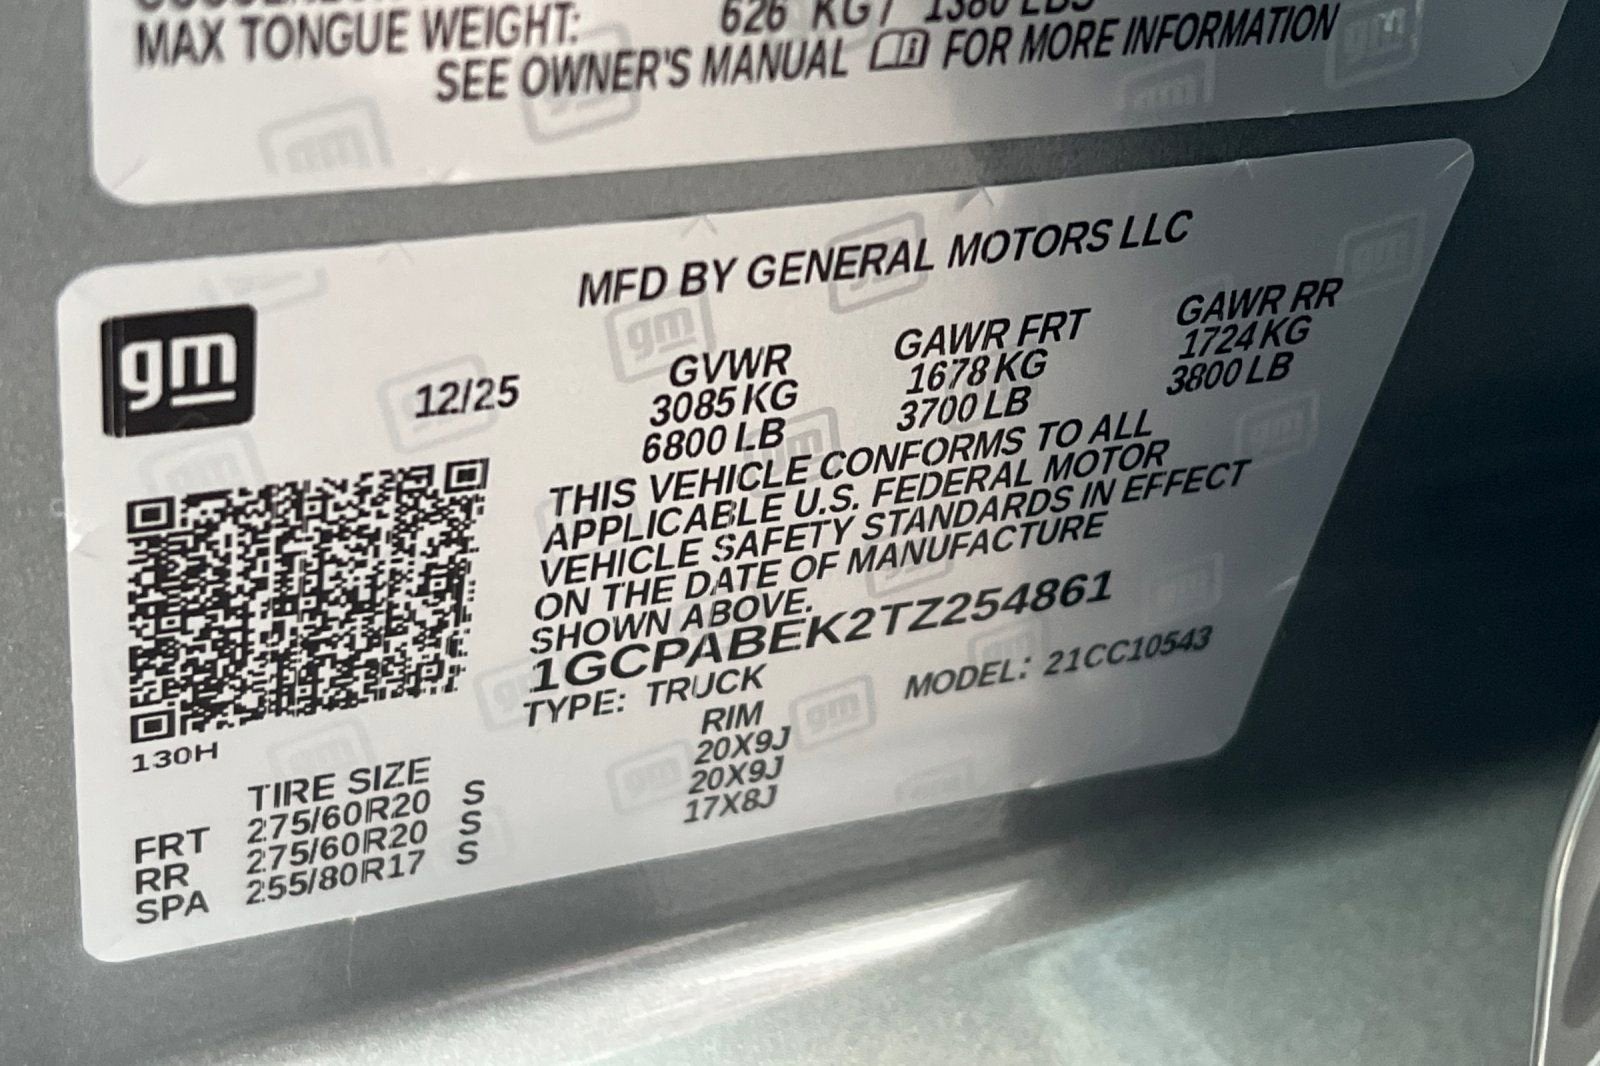 MAX TONGUE WEIGHT: 626 KG / 1380 LBS
SEE OWNER'S MANUAL FOR MORE INFORMATION
MFD BY GENERAL MOTORS LLC
gm
12/25
GVWR GAWR FRT GAWR RR
3085 KG 1678 KG 1724 KG
6800 LB 3700 LB 3800 LB
THIS VEHICLE CONFORMS TO ALL
APPLICABLE U.S. FEDERAL MOTOR
VEHICLE SAFETY STANDARDS IN EFFECT
ON THE DATE OF MANUFACTURE
SHOWN ABOVE.
1GCPABEK2TZ254861
TYPE: TRUCK MODEL: 21CC10543
130H
TIRE SIZE RIM
FRT 275/60R20 S 20X9J
RR 275/60R20 S 20X9J
SPA 255/80R17 S 17X8J